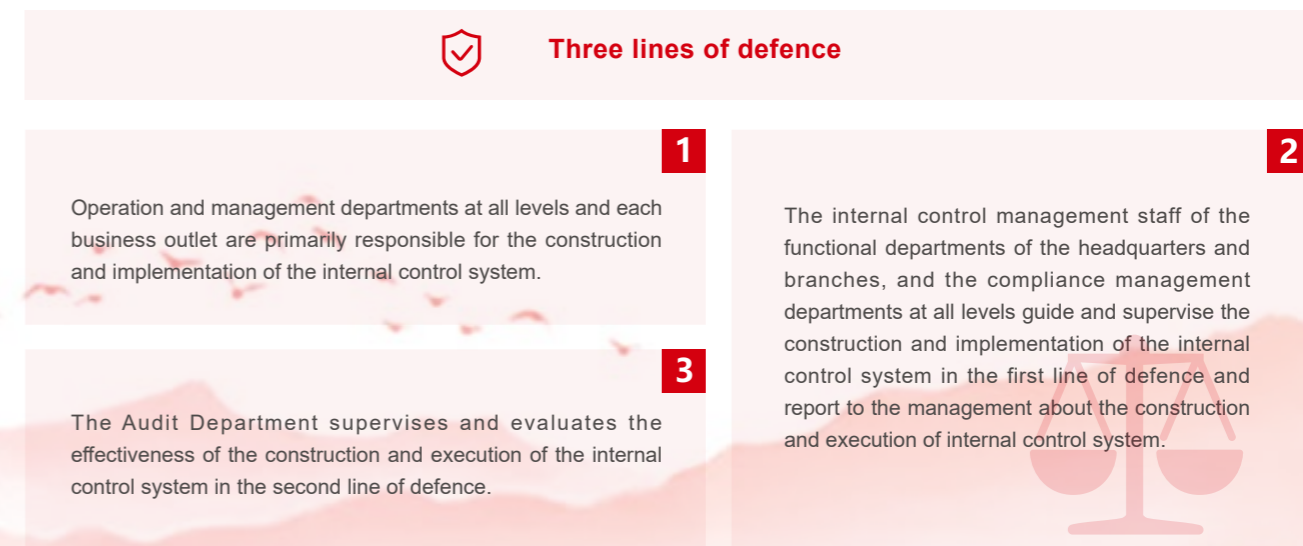 Three lines of defence
1
Operation and management departments at all levels and each
business outlet are primarily responsible for the construction
and implementation of the internal control system.
2
The internal control management staff of the
functional departments of the headquarters and
branches, and the compliance management
departments at all levels guide and supervise the
construction and implementation of the internal
control system in the first line of defence and
report to the management about the construction
and execution of internal control system.
3
The Audit Department supervises and evaluates the
effectiveness of the construction and execution of the internal
control system in the second line of defence.